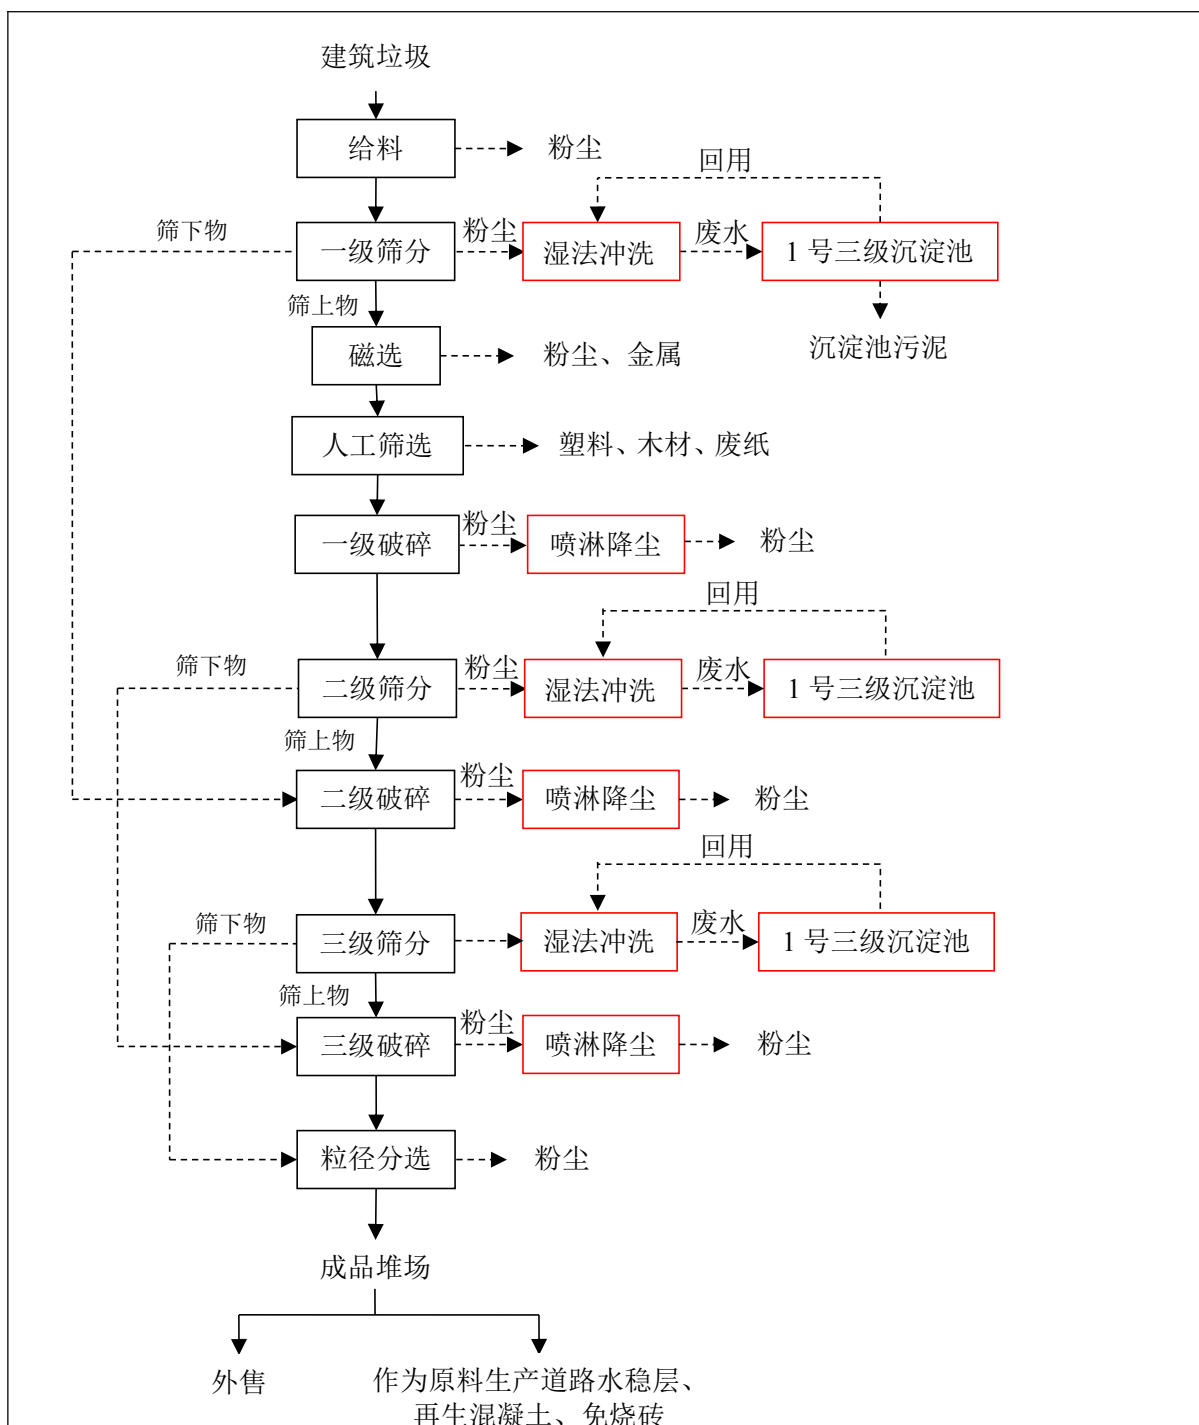 建筑垃圾
给料
粉尘
回用
筛下物
一级筛分
粉尘
湿法冲洗
废水
1 号三级沉淀池
筛上物
沉淀池污泥
磁选
粉尘、金属
人工筛选
塑料、木材、废纸
一级破碎
粉尘
喷淋降尘
粉尘
回用
筛下物
二级筛分
粉尘
湿法冲洗
废水
1 号三级沉淀池
筛上物
二级破碎
粉尘
喷淋降尘
粉尘
回用
筛下物
三级筛分
湿法冲洗
废水
1 号三级沉淀池
筛上物
三级破碎
粉尘
喷淋降尘
粉尘
粒径分选
粉尘
成品堆场
外售
作为原料生产道路水稳层、
再生混凝土、免烧砖